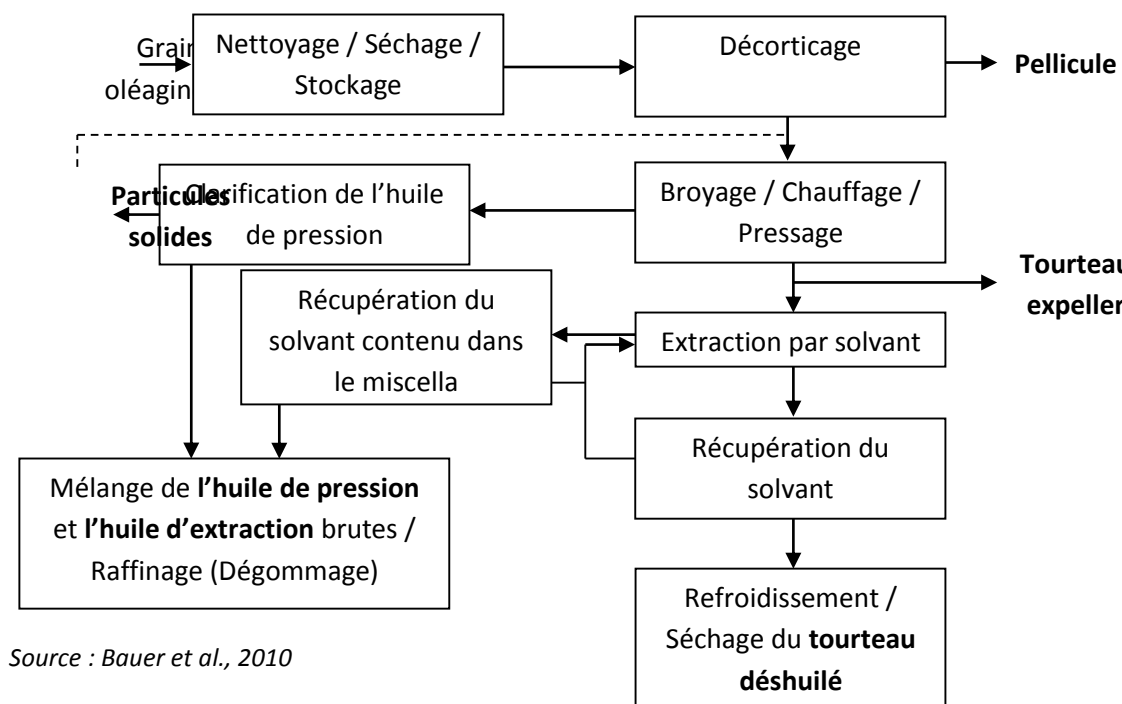 Grain
oléagin
Nettoyage / Séchage /
Stockage
Décorticage
Pellicule
Particules
solides
Clarification de l’huile
de pression
Broyage / Chauffage /
Pressage
Tourteau
expeller
Récupération du
solvant contenu dans
le miscella
Extraction par solvant
Récupération du
solvant
Mélange de l’huile de pression
et l’huile d’extraction brutes /
Raffinage (Dégommage)
Refroidissement /
Séchage du tourteau
déshuilé
Source : Bauer et al., 2010